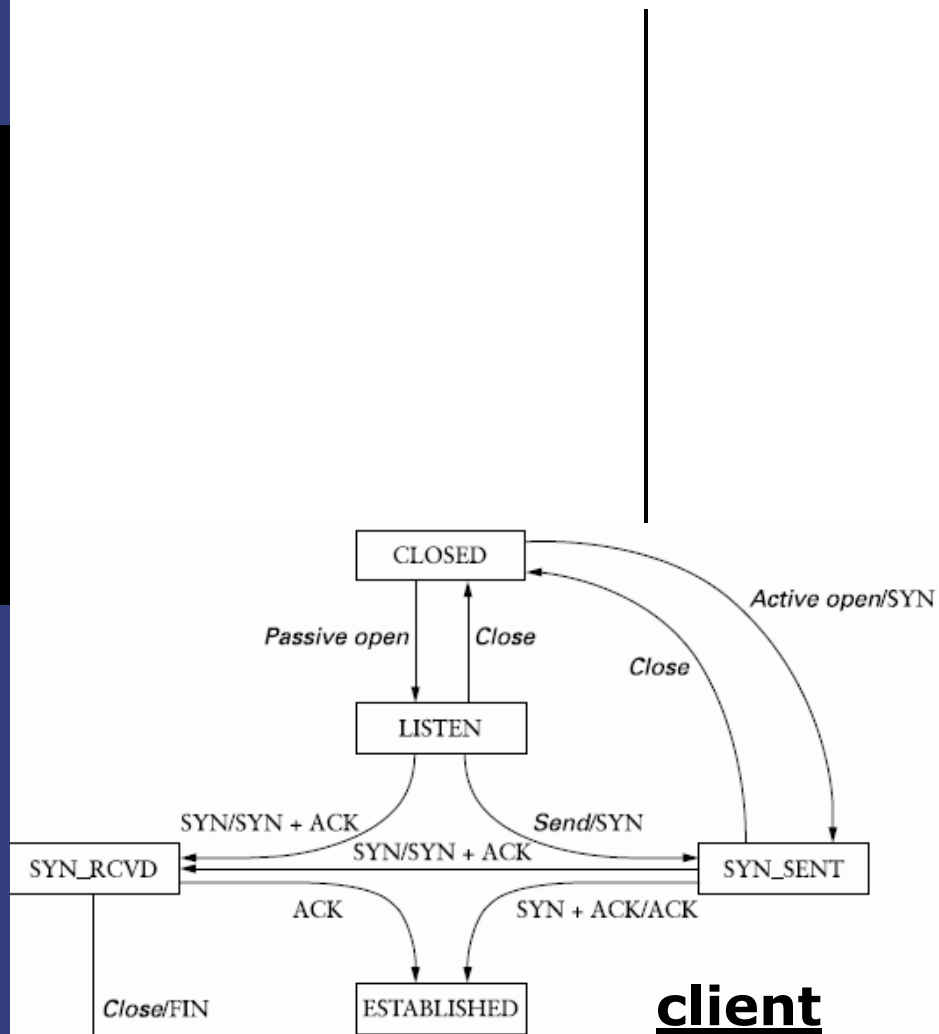 CLOSED
Active open/SYN
Passive open
Close
Close
LISTEN
SYN/SYN + ACK
Send/SYN
SYN/SYN + ACK
SYN_RCVD
SYN_SENT
ACK
SYN + ACK/ACK
Close/FIN
ESTABLISHED
client